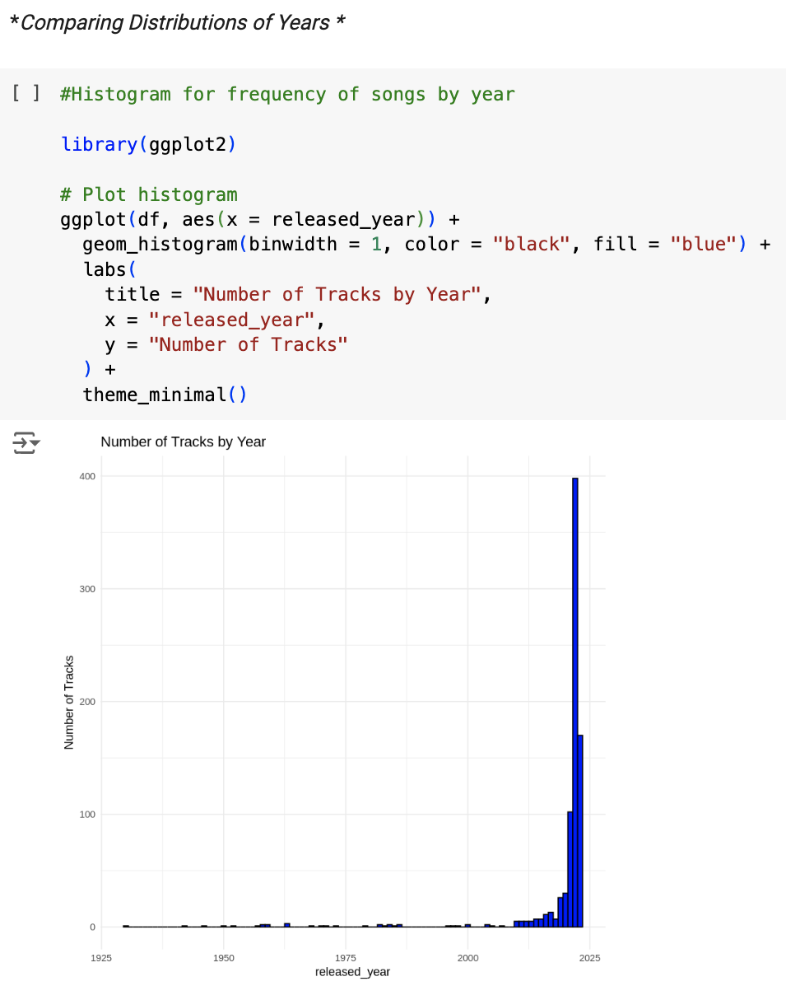 *Comparing Distributions of Years *
[ ] #Histogram for frequency of songs by year
library(ggplot2)
# Plot histogram
ggplot(df, aes(x = released_year)) +
  geom_histogram(binwidth = 1, color = "black", fill = "blue") +
  labs(
    title = "Number of Tracks by Year",
    x = "released_year",
    y = "Number of Tracks"
  ) +
  theme_minimal()
Number of Tracks by Year
400
300
200
100
0
Number of Tracks
1925 1950 1975 2000 2025
released_year